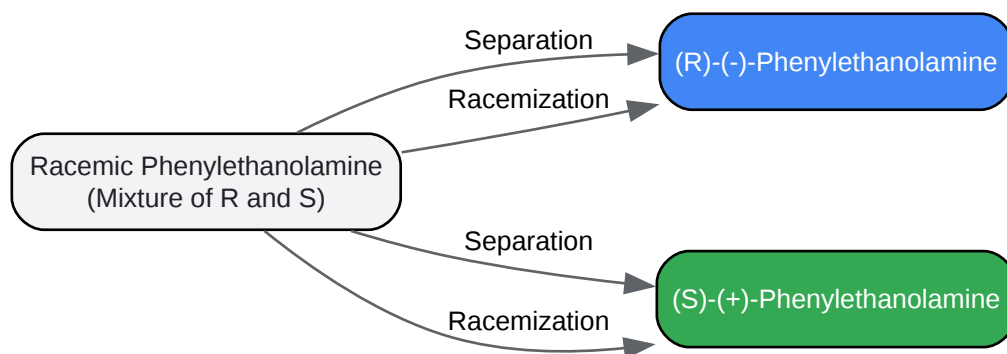 Separation
(R)-(-)-Phenylethanolamine
Racemization
Racemic Phenylethanolamine
(Mixture of R and S)
Separation
(S)-(+)-Phenylethanolamine
Racemization